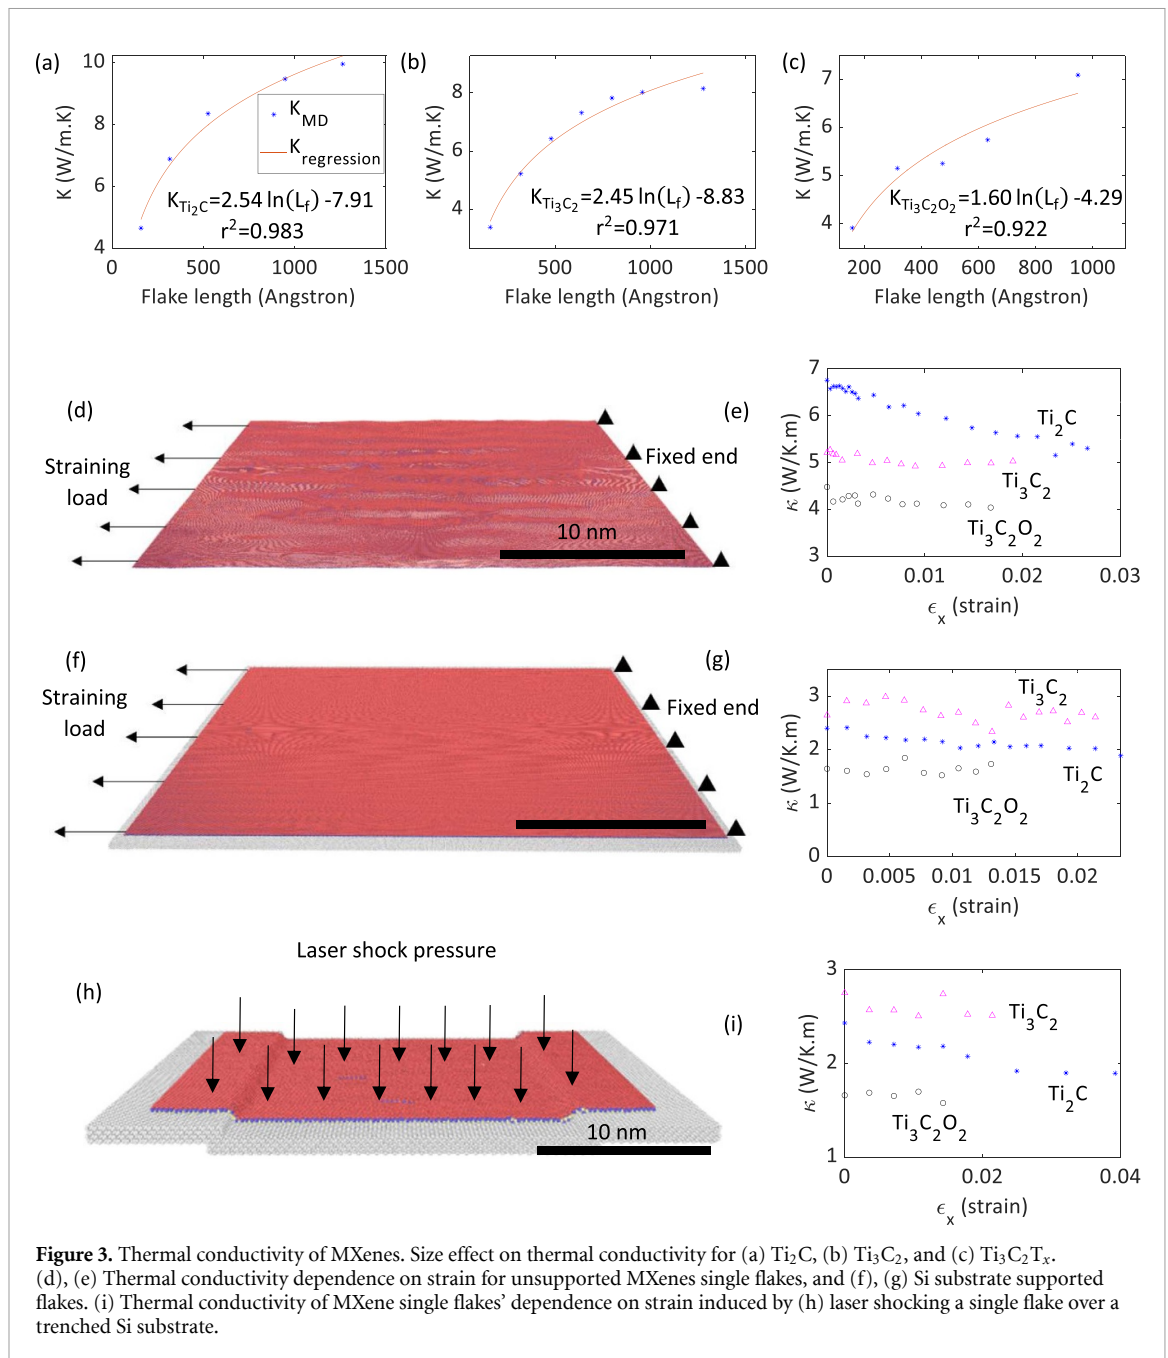 (a)
K (W/m.K)
10
8
6
4
0
500
1000
1500
Flake length (Angstron)
K_MD
K_regression
K_Ti₂C=2.54 ln(L_f) -7.91
r²=0.983
(b)
K (W/m.K)
8
6
4
500
1000
1500
Flake length (Angstron)
K_Ti₃C₂=2.45 ln(L_f) -8.83
r²=0.971
(c)
K (W/m.K)
7
6
5
4
200
400
600
800
1000
Flake length (Angstron)
K_Ti₃C₂O₂=1.60 ln(L_f) -4.29
r²=0.922
(d)
Straining
load
Fixed end
10 nm
(e)
κ (W/K.m)
7
6
5
4
3
0
0.01
0.02
0.03
ϵₓ (strain)
Ti₂C
Ti₃C₂
Ti₃C₂O₂
(f)
Straining
load
Fixed end
(g)
κ (W/K.m)
3
2
1
0
0
0.005
0.01
0.015
0.02
ϵₓ (strain)
Ti₃C₂
Ti₂C
Ti₃C₂O₂
Laser shock pressure
(h)
10 nm
(i)
κ (W/K.m)
3
2
1
0
0.02
0.04
ϵₓ (strain)
Ti₃C₂
Ti₂C
Ti₃C₂O₂
Figure 3. Thermal conductivity of MXenes. Size effect on thermal conductivity for (a) Ti₂C, (b) Ti₃C₂, and (c) Ti₃C₂Tₓ.
(d), (e) Thermal conductivity dependence on strain for unsupported MXenes single flakes, and (f), (g) Si substrate supported
flakes. (i) Thermal conductivity of MXene single flakes’ dependence on strain induced by (h) laser shocking a single flake over a
trenched Si substrate.